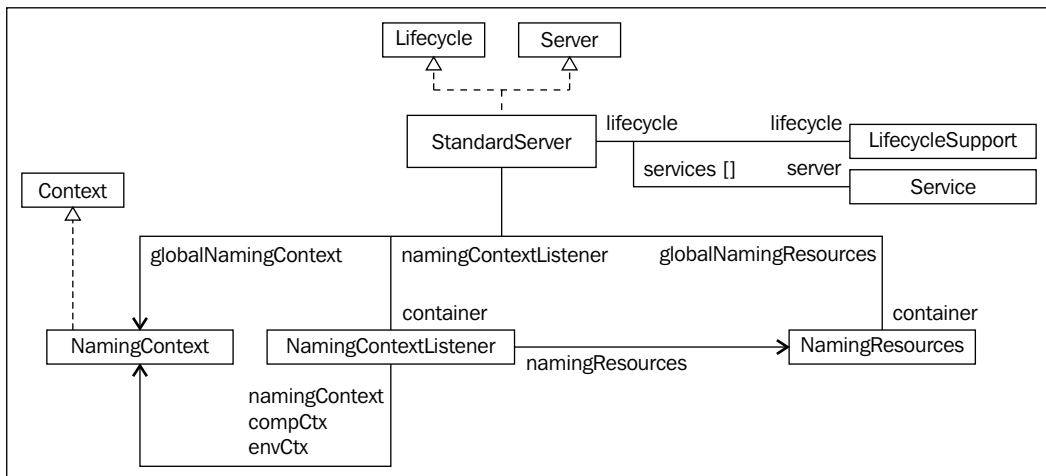 Lifecycle
Server
StandardServer
lifecycle
lifecycle
LifecycleSupport
services []
server
Service
Context
globalNamingContext
namingContextListener
globalNamingResources
container
container
NamingContext
NamingContextListener
namingResources
NamingResources
namingContext
compCtx
envCtx